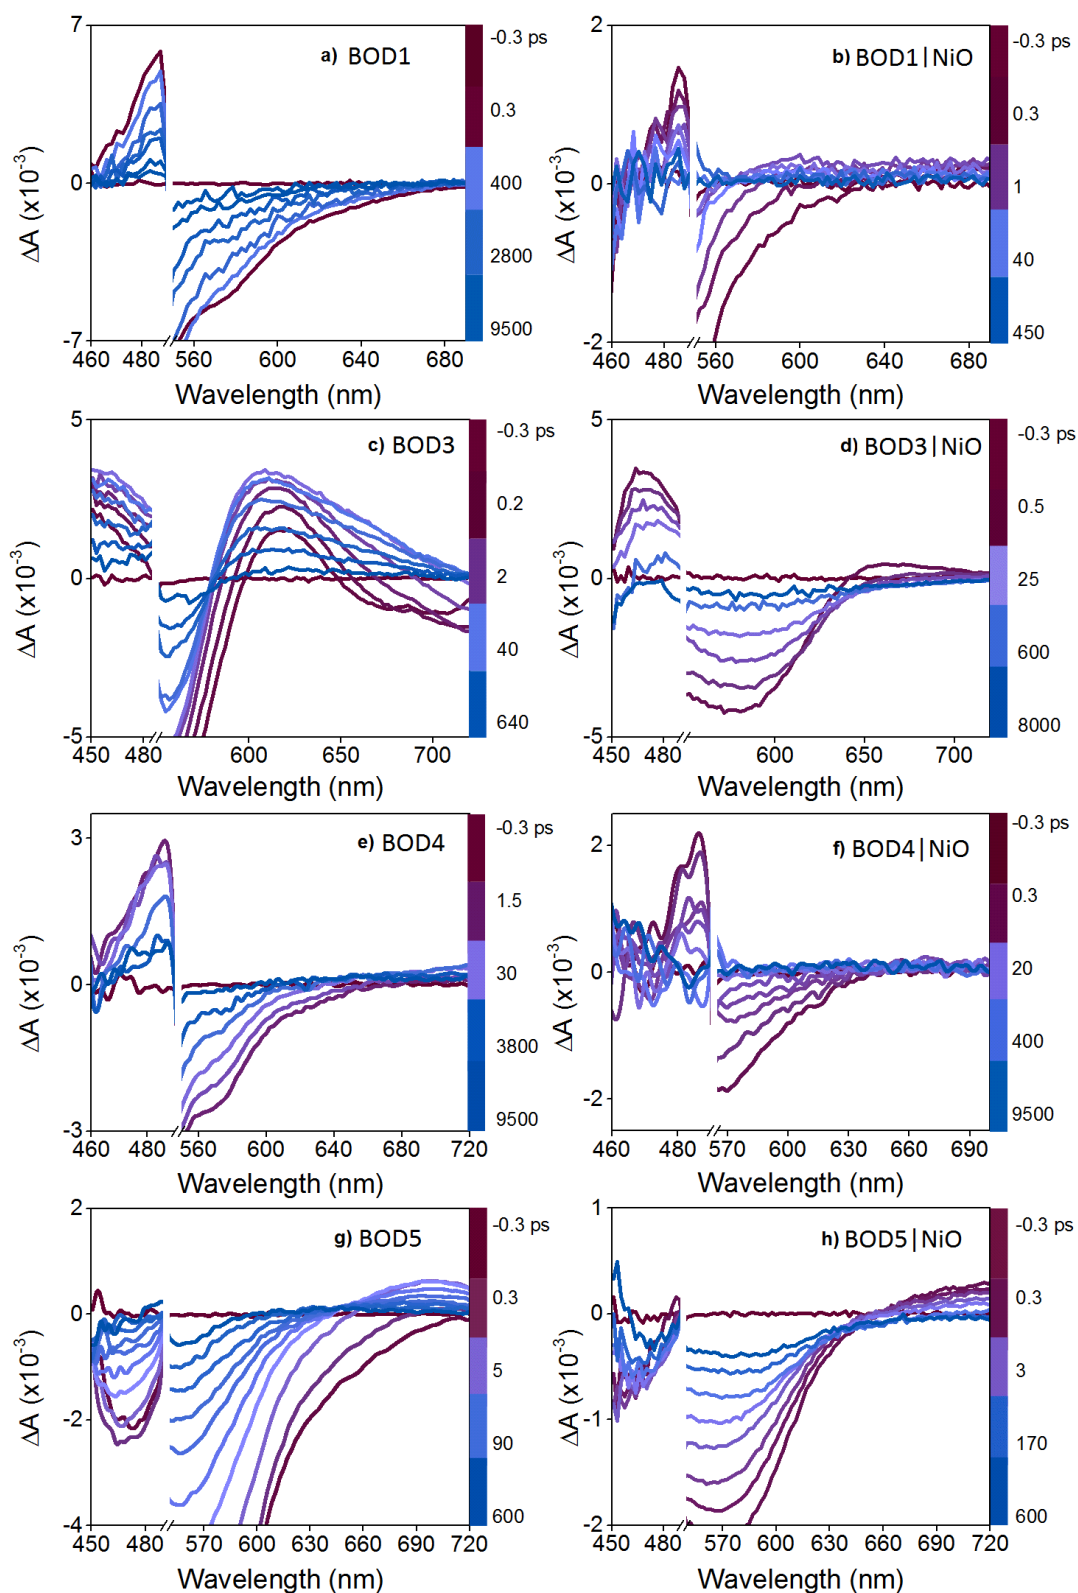 a) BOD1
7
0
-7
ΔA (x10⁻³)
460 480 560 600 640 680
Wavelength (nm)
-0.3 ps
0.3
400
2800
9500
b) BOD1|NiO
2
0
-2
ΔA (x10⁻³)
460 480 560 600 640 680
Wavelength (nm)
-0.3 ps
0.3
1
40
450
c) BOD3
5
0
-5
ΔA (x10⁻³)
450 480 600 650 700
Wavelength (nm)
-0.3 ps
0.2
2
40
640
d) BOD3|NiO
5
0
-5
ΔA (x10⁻³)
450 480 600 700
Wavelength (nm)
-0.3 ps
0.5
25
600
8000
e) BOD4
3
0
-3
ΔA (x10⁻³)
460 480 560 600 640 680 720
Wavelength (nm)
-0.3 ps
1.5
30
3800
9500
f) BOD4|NiO
2
0
-2
ΔA (x10⁻³)
460 480 570 600 630 660 690
Wavelength (nm)
-0.3 ps
0.3
20
400
9500
g) BOD5
2
0
-2
-4
ΔA (x10⁻³)
450 480 570 600 630 660 690 720
Wavelength (nm)
-0.3 ps
0.3
5
90
600
h) BOD5|NiO
1
0
-1
-2
ΔA (x10⁻³)
450 480 570 600 630 660 690 720
Wavelength (nm)
-0.3 ps
0.3
3
170
600